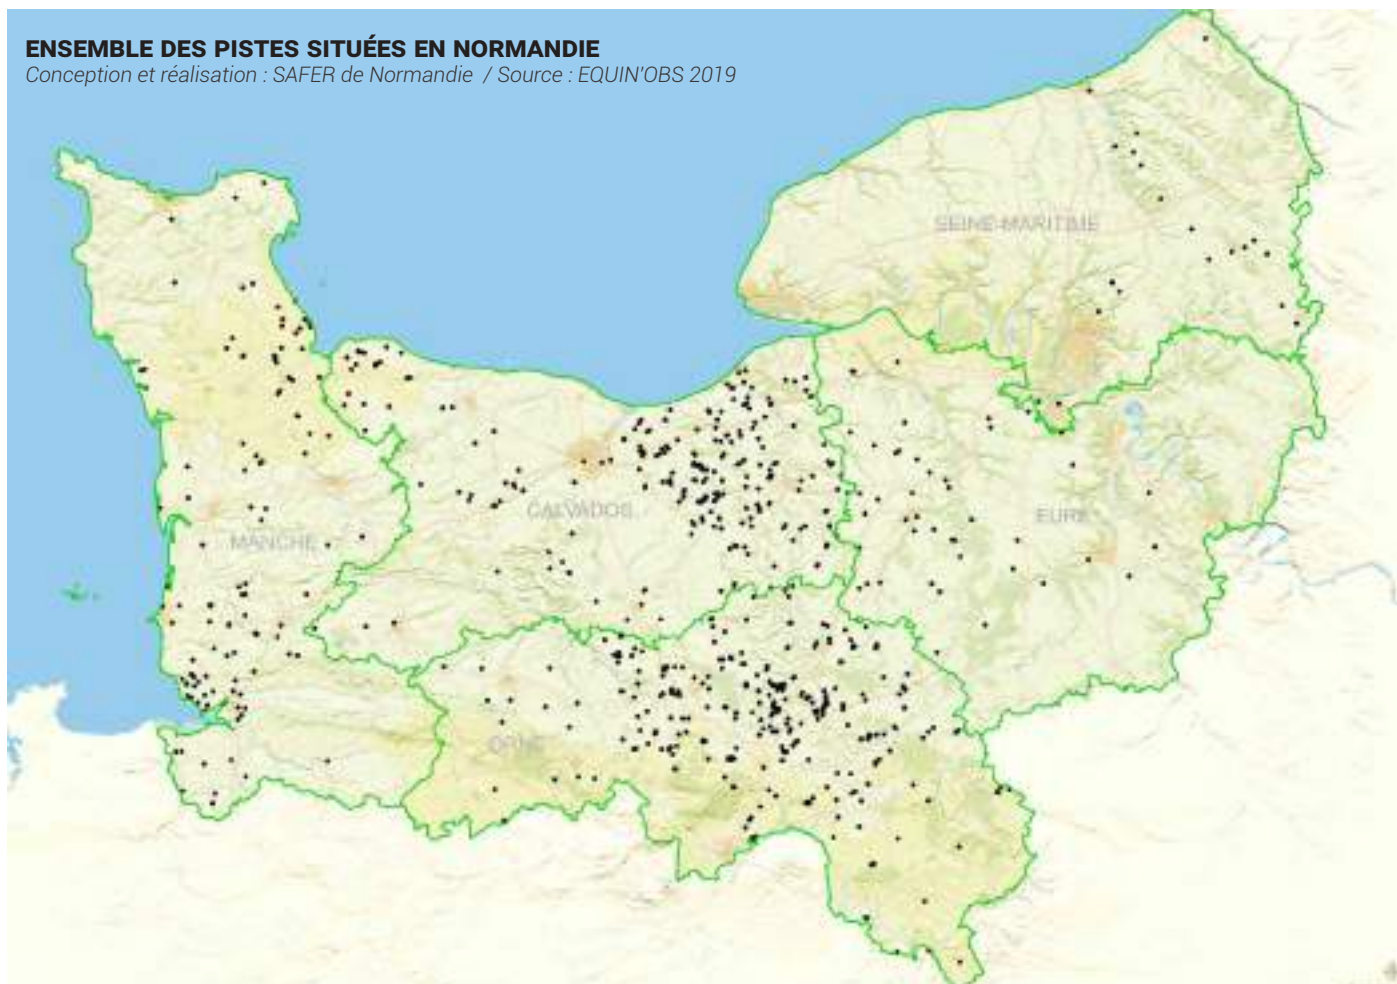 ENSEMBLE DES PISTES SITUÉES EN NORMANDIE
Conception et réalisation : SAFER de Normandie / Source : EQUIN'OBS 2019
SEINE-MARITIME
CALVADOS
EURE
MANCHE
ORNE